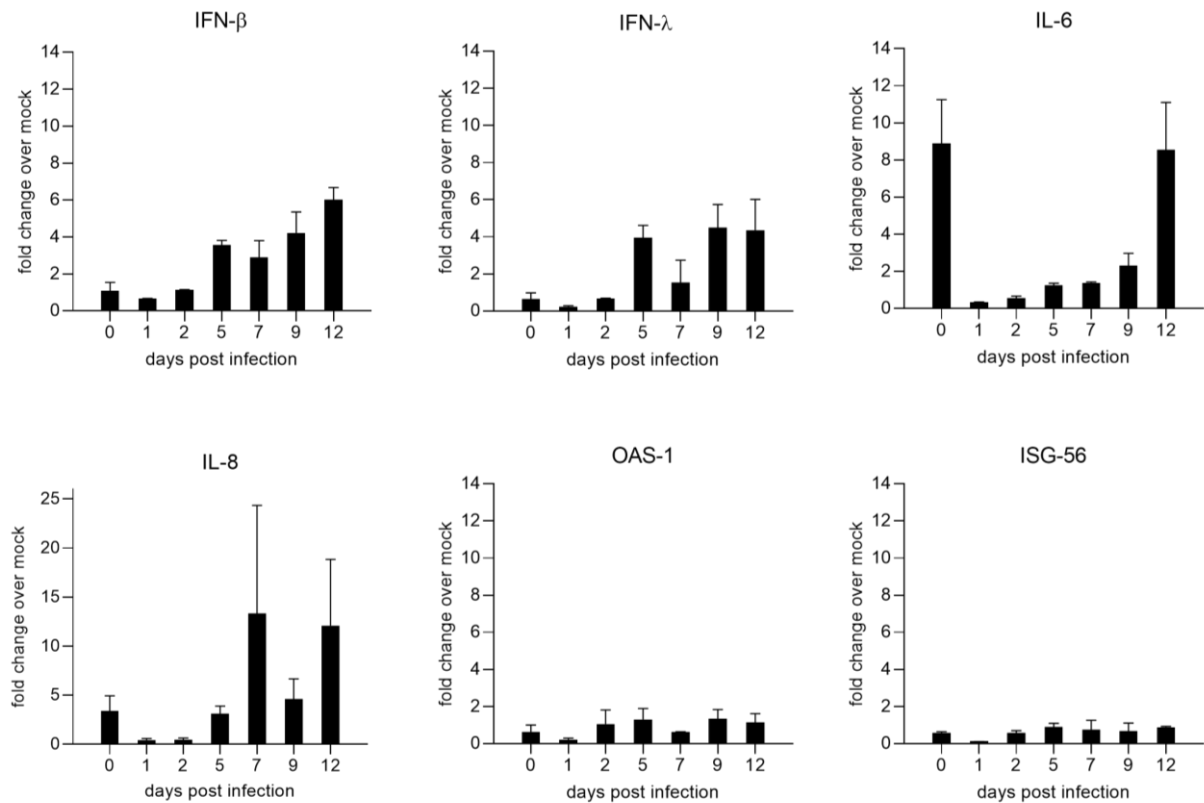 IFN-β
14
12
10
8
6
4
2
0
fold change over mock
0 1 2 5 7 9 12
days post infection
IFN-λ
14
12
10
8
6
4
2
0
fold change over mock
0 1 2 5 7 9 12
days post infection
IL-6
14
12
10
8
6
4
2
0
fold change over mock
0 1 2 5 7 9 12
days post infection
IL-8
25
20
15
10
5
0
fold change over mock
0 1 2 5 7 9 12
days post infection
OAS-1
14
12
10
8
6
4
2
0
fold change over mock
0 1 2 5 7 9 12
days post infection
ISG-56
14
12
10
8
6
4
2
0
fold change over mock
0 1 2 5 7 9 12
days post infection